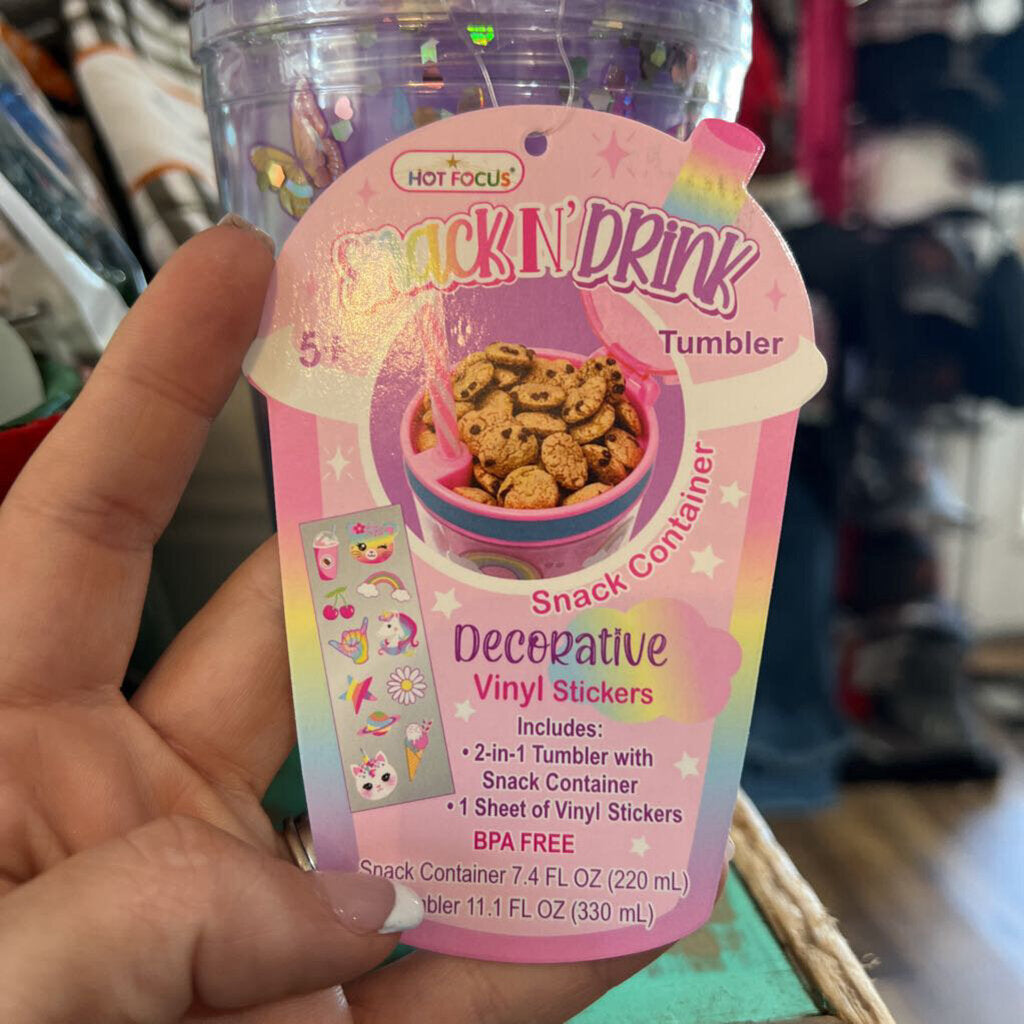 HOT FOCUS®
SNACK N' DRINK
5+
Tumbler
Snack Container
Decorative
Vinyl Stickers
Includes:
• 2-in-1 Tumbler with
Snack Container
• 1 Sheet of Vinyl Stickers
BPA FREE
Snack Container 7.4 FL OZ (220 mL)
11.1 FL OZ (330 mL)